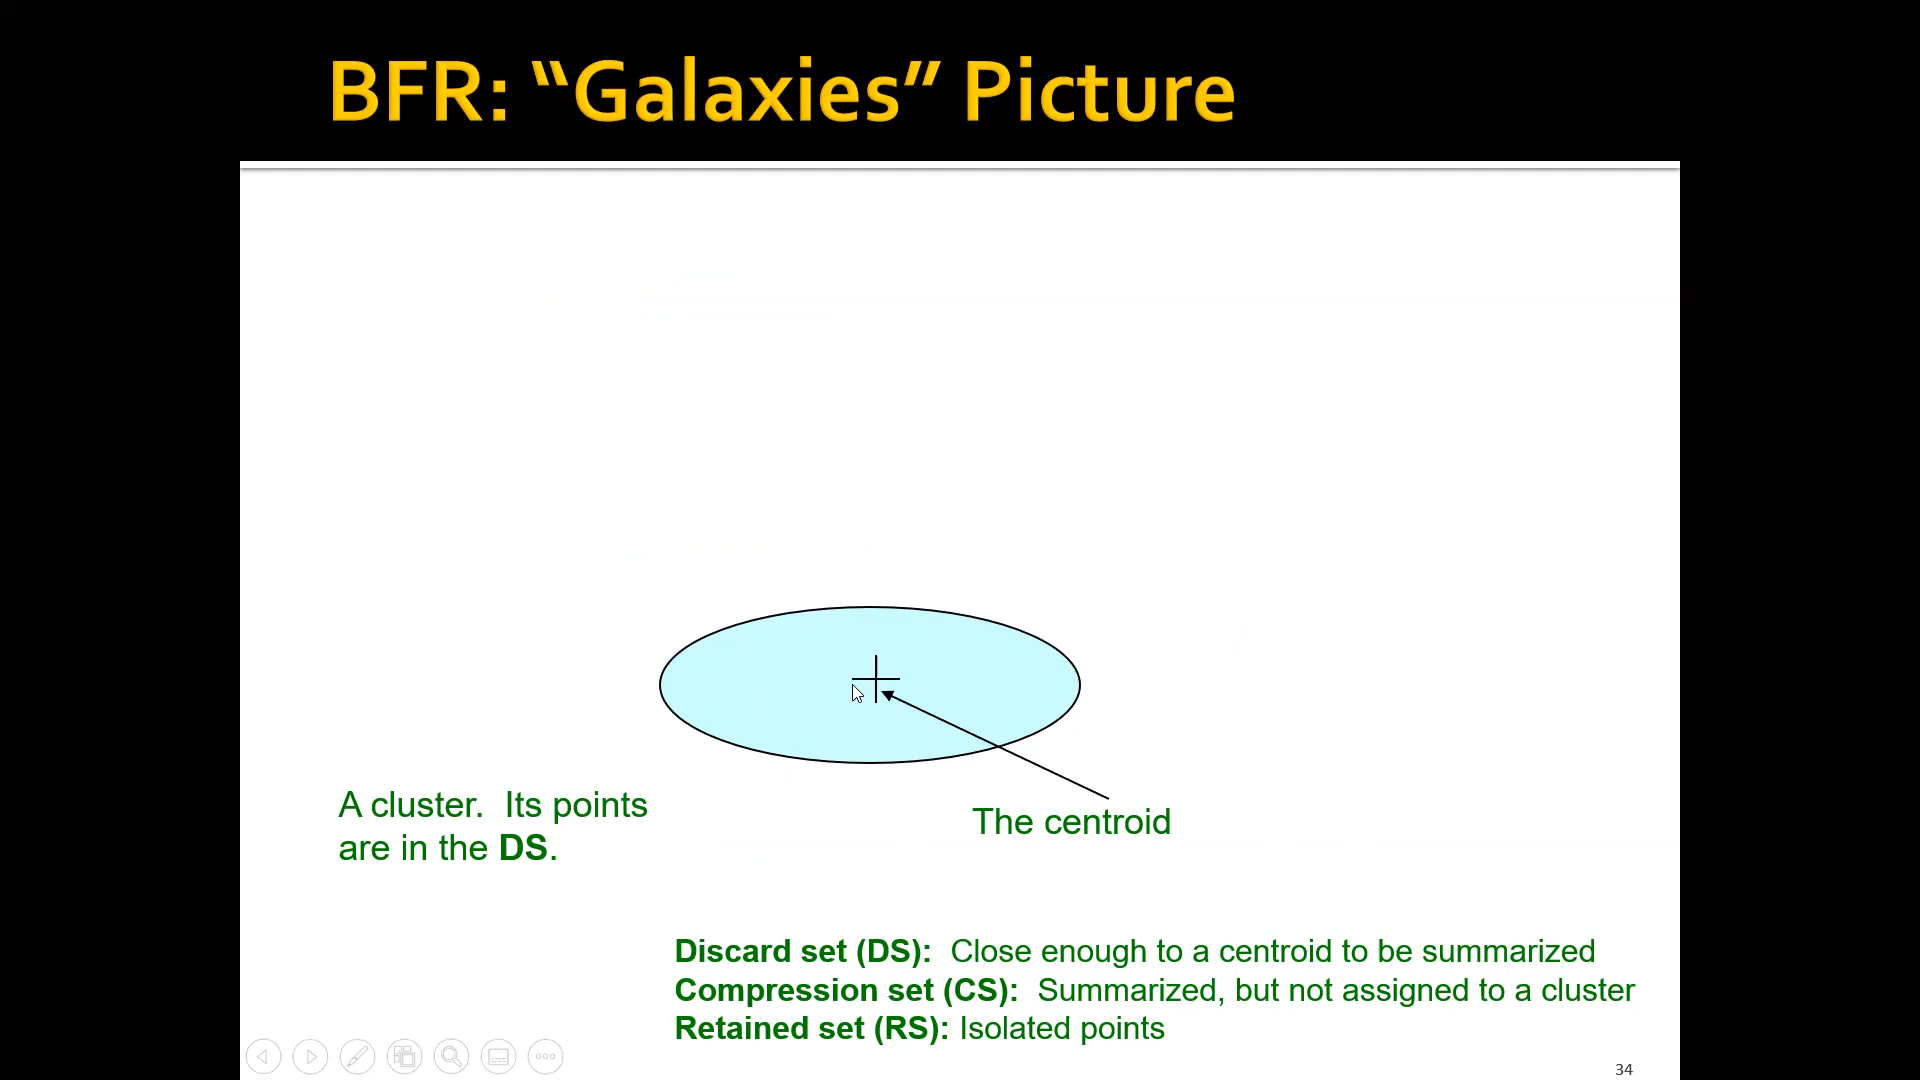 BFR: “Galaxies” Picture
A cluster.  Its points
are in the DS.
The centroid
Discard set (DS):  Close enough to a centroid to be summarized
Compression set (CS):  Summarized, but not assigned to a cluster
Retained set (RS): Isolated points
34